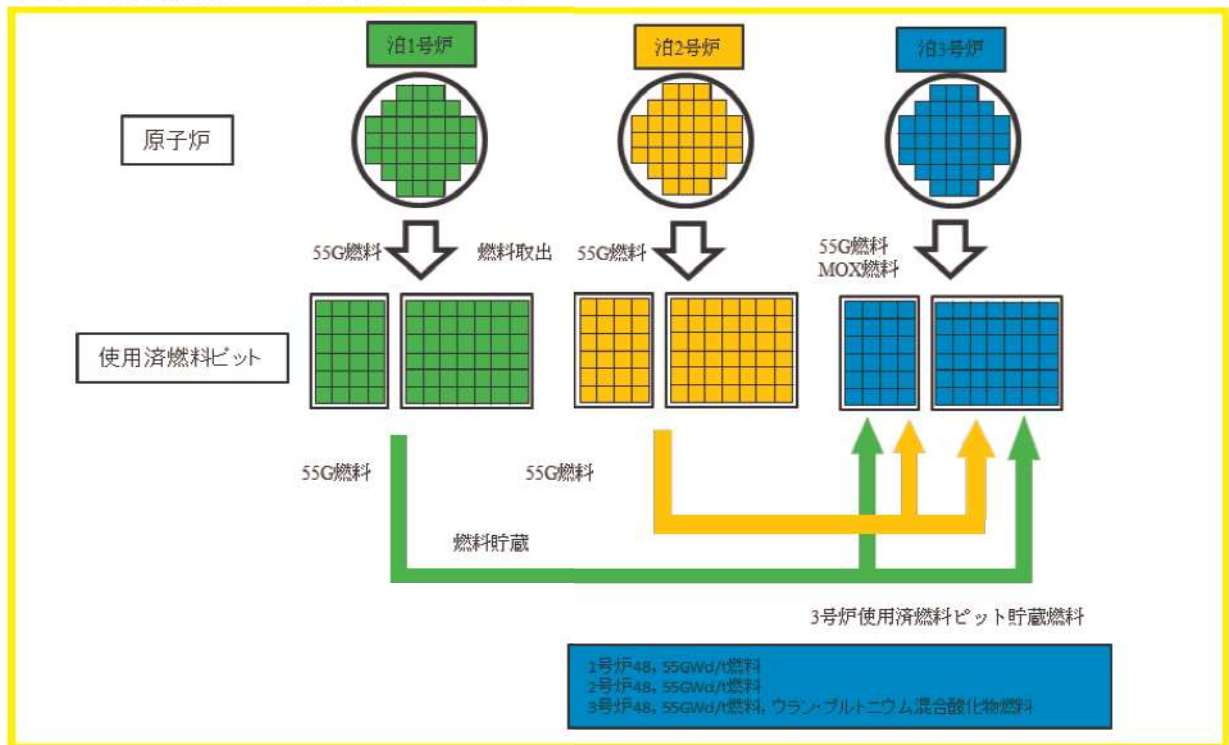 泊1号炉
泊2号炉
泊3号炉
原子炉
55G燃料
燃料取出
55G燃料
55G燃料
MOX燃料
使用済燃料ピット
55G燃料
55G燃料
燃料貯蔵
3号炉使用済燃料ピット貯蔵燃料
1号炉48, 55GWd/t燃料
2号炉48, 55GWd/t燃料
3号炉48, 55GWd/t燃料, ウラン・プルトニウム混合酸化物燃料